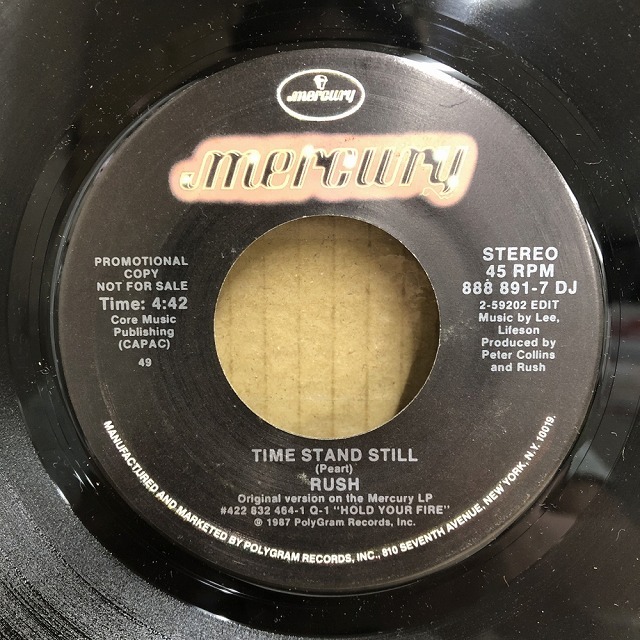 mercury
mercury
PROMOTIONAL
COPY
NOT FOR SALE
Time: 4:42
Core Music
Publishing
(CAPAC)
49
STEREO
45 RPM
888 891-7 DJ
2-59202 EDIT
Music by Lee,
Lifeson
Produced by
Peter Collins
and Rush
TIME STAND STILL
(Peart)
RUSH
Original version on the Mercury LP
#422 832 464-1 Q-1 "HOLD YOUR FIRE"
℗ 1987 PolyGram Records, Inc.
MANUFACTURED AND MARKETED BY POLYGRAM RECORDS, INC., 810 SEVENTH AVENUE, NEW YORK, N.Y. 10019.